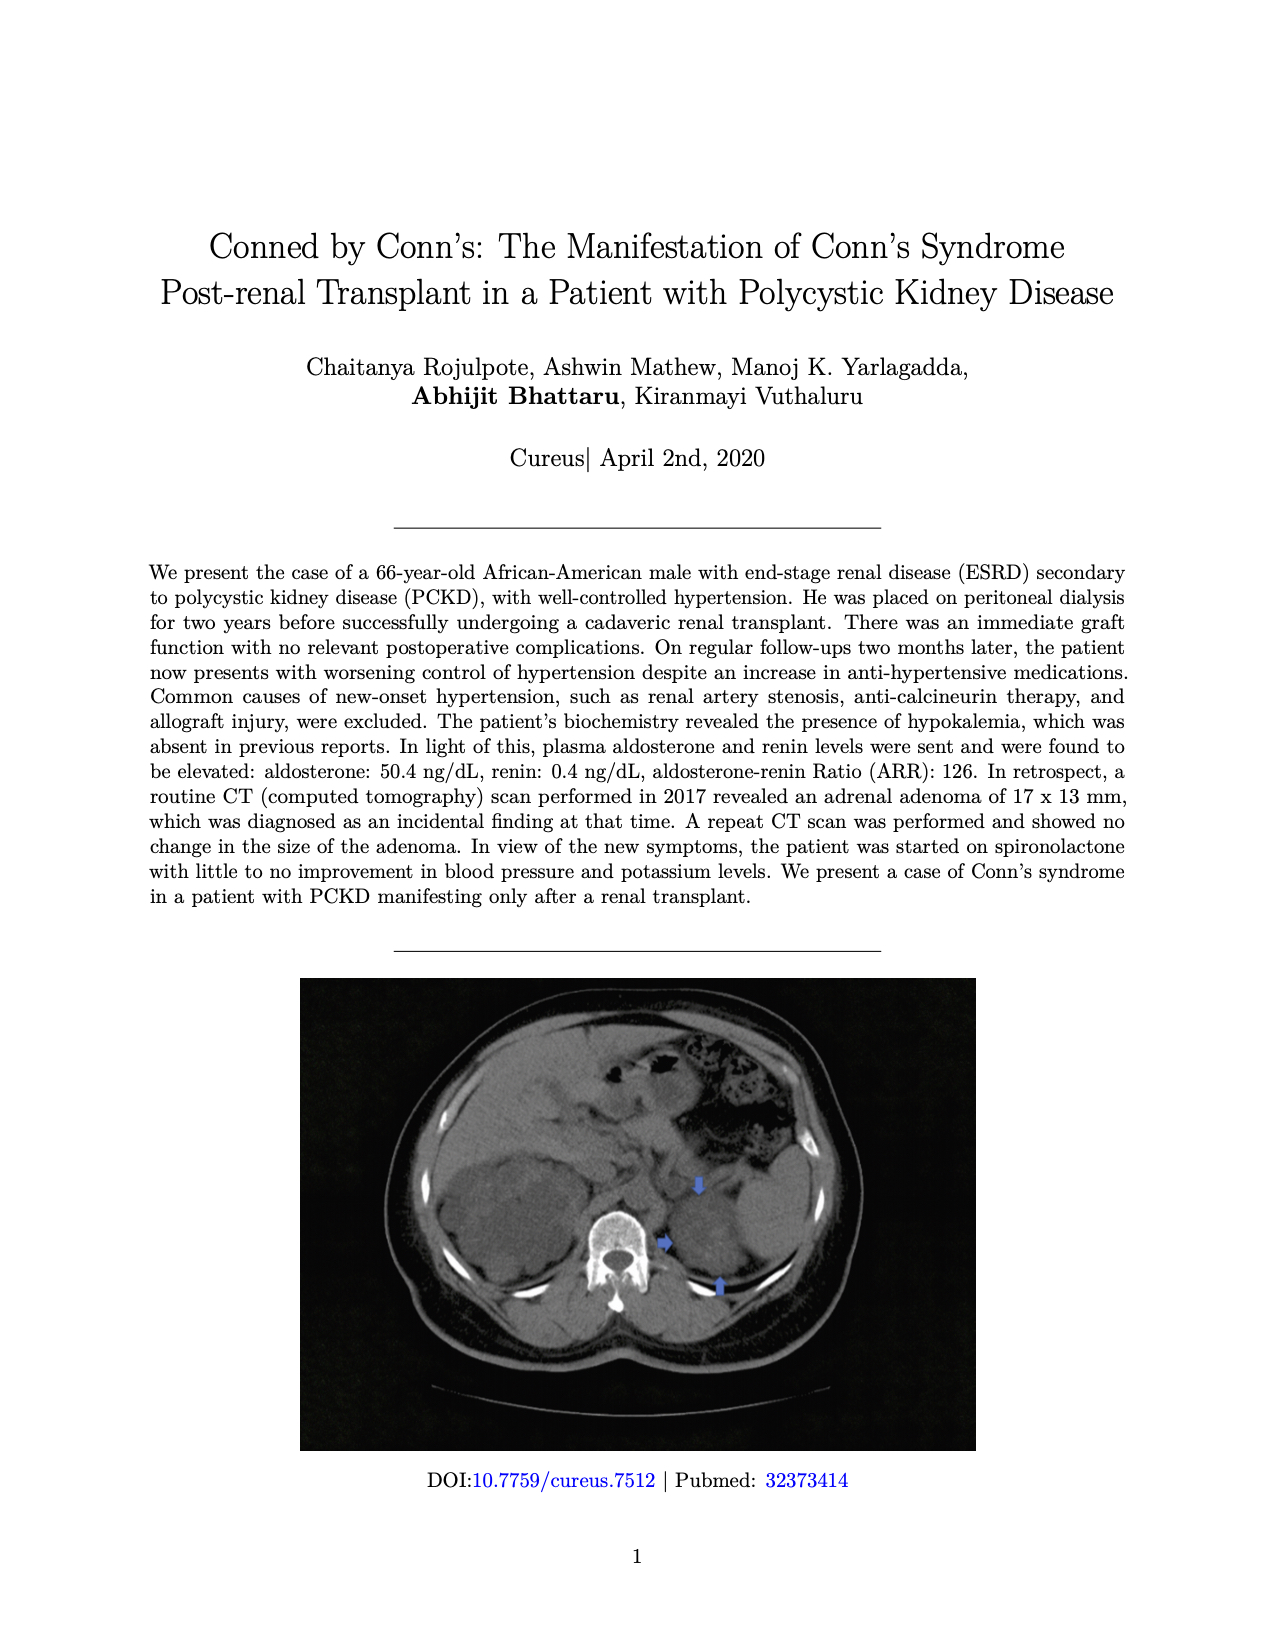 Conned by Conn's: The Manifestation of Conn's Syndrome
Post-renal Transplant in a Patient with Polycystic Kidney Disease
Chaitanya Rojulpote, Ashwin Mathew, Manoj K. Yarlagadda,
Abhijit Bhattaru, Kiranmayi Vuthaluru
Cureus| April 2nd, 2020
We present the case of a 66-year-old African-American male with end-stage renal disease (ESRD) secondary
to polycystic kidney disease (PCKD), with well-controlled hypertension. He was placed on peritoneal dialysis
for two years before successfully undergoing a cadaveric renal transplant. There was an immediate graft
function with no relevant postoperative complications. On regular follow-ups two months later, the patient
now presents with worsening control of hypertension despite an increase in anti-hypertensive medications.
Common causes of new-onset hypertension, such as renal artery stenosis, anti-calcineurin therapy, and
allograft injury, were excluded. The patient's biochemistry revealed the presence of hypokalemia, which was
absent in previous reports. In light of this, plasma aldosterone and renin levels were sent and were found to
be elevated: aldosterone: 50.4 ng/dL, renin: 0.4 ng/dL, aldosterone-renin Ratio (ARR): 126. In retrospect, a
routine CT (computed tomography) scan performed in 2017 revealed an adrenal adenoma of 17 x 13 mm,
which was diagnosed as an incidental finding at that time. A repeat CT scan was performed and showed no
change in the size of the adenoma. In view of the new symptoms, the patient was started on spironolactone
with little to no improvement in blood pressure and potassium levels. We present a case of Conn's syndrome
in a patient with PCKD manifesting only after a renal transplant.
DOI:10.7759/cureus.7512 | Pubmed: 32373414
1